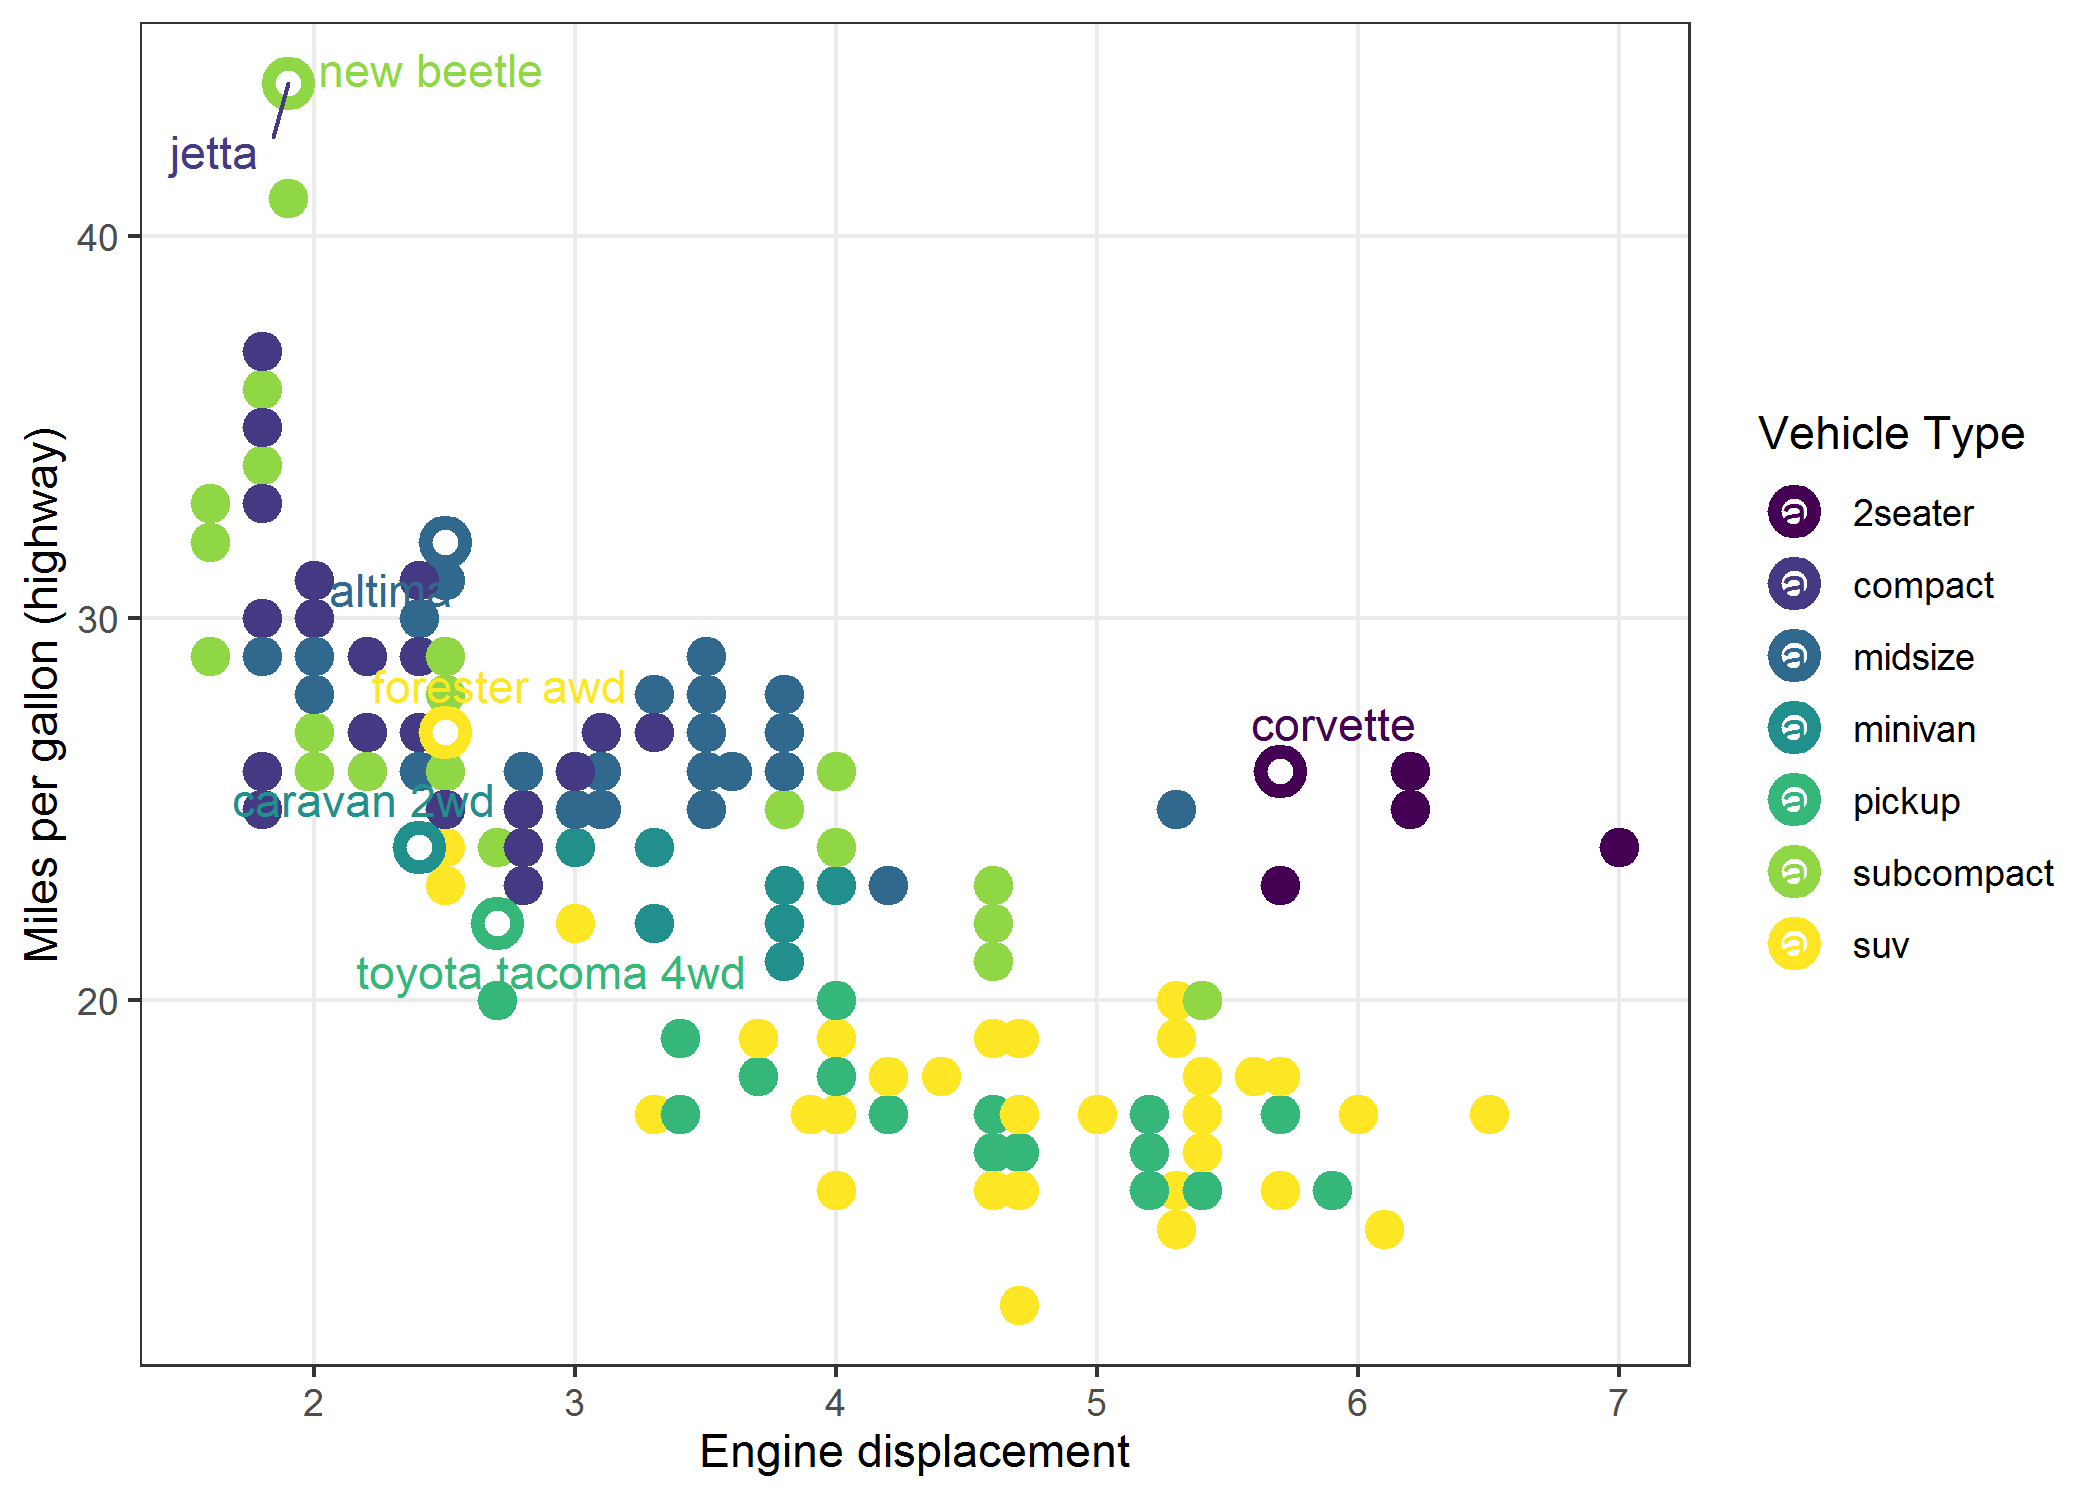 new beetle
jetta
40
altima
30
forester awd
corvette
caravan 2wd
toyota tacoma 4wd
20
2 3 4 5 6 7
Engine displacement
Miles per gallon (highway)
Vehicle Type
a 2seater
a compact
a midsize
a minivan
a pickup
a subcompact
a suv